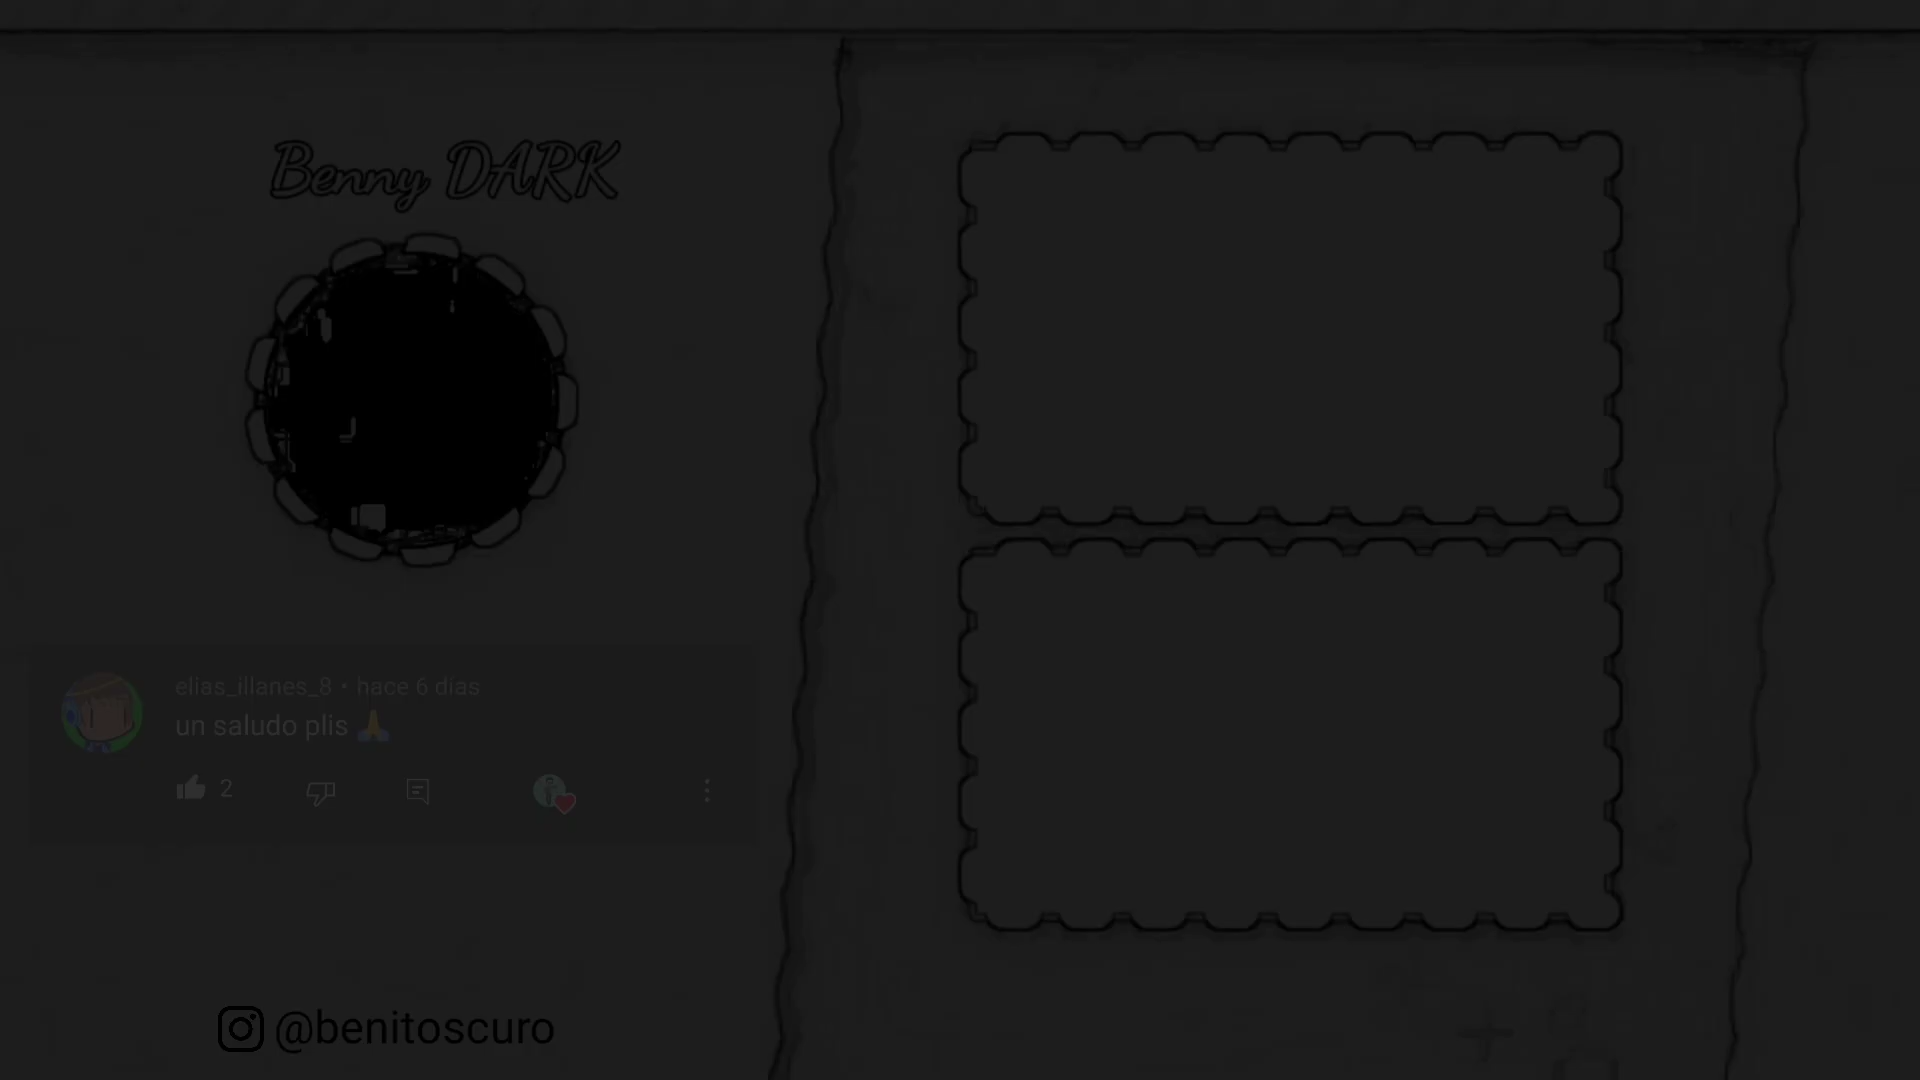 Benny DARK
elias_illanes_8 • hace 6 días
un saludo plis 🙏
2
@benitoscuro